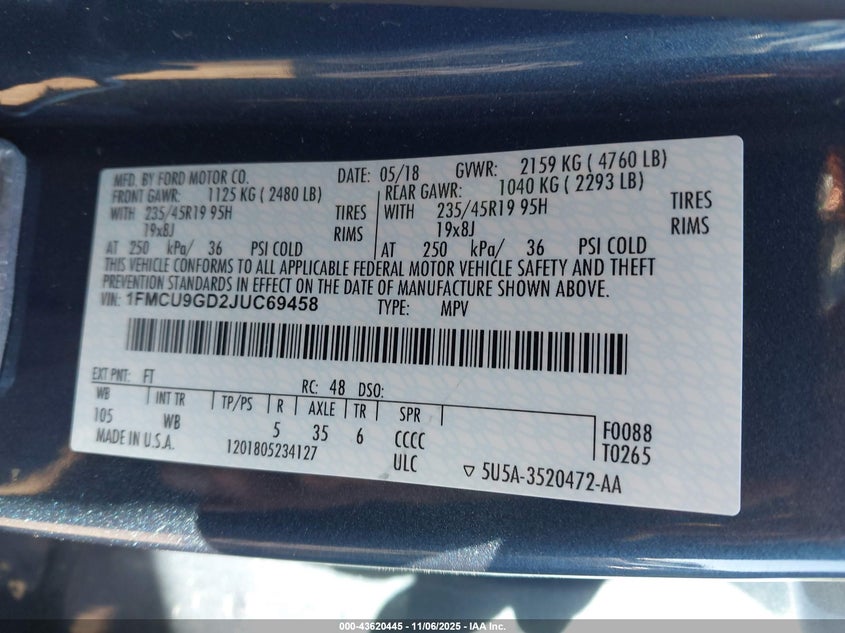 MFD. BY FORD MOTOR CO. DATE: 05/18 GVWR: 2159 KG ( 4760 LB)
FRONT GAWR: 1125 KG ( 2480 LB) REAR GAWR: 1040 KG ( 2293 LB)
WITH 235/45R19 95H TIRES WITH 235/45R19 95H TIRES
19x8J RIMS 19x8J RIMS
AT 250 kPa/ 36 PSI COLD AT 250 kPa/ 36 PSI COLD
THIS VEHICLE CONFORMS TO ALL APPLICABLE FEDERAL MOTOR VEHICLE SAFETY AND THEFT
PREVENTION STANDARDS IN EFFECT ON THE DATE OF MANUFACTURE SHOWN ABOVE.
VIN: 1FMCU9GD2JUC69458 TYPE: MPV
EXT PNT: FT RC: 48 DSO:
WB INT TR TP/PS R AXLE TR SPR
105 WB 5 35 6 CCCC F0088
MADE IN U.S.A. 1201805234127 ULC T0265
▽ 5U5A-3520472-AA
000-43620445 - 11/06/2025 - IAA Inc.